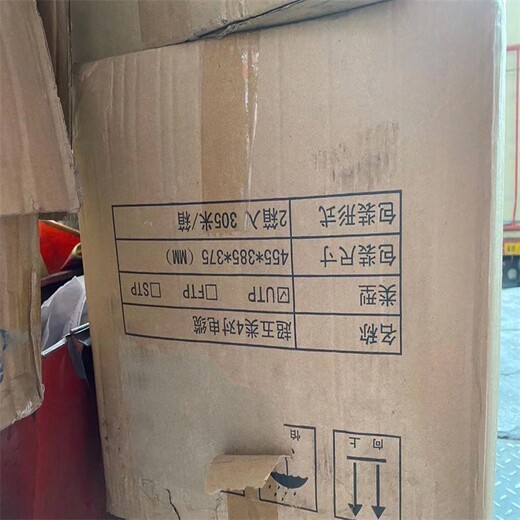 名称 超五类4对电缆
类型 ☑UTP □FTP □STP
包装尺寸 455*385*375（MM）
包装形式 2箱入 305米/箱
向上
怕